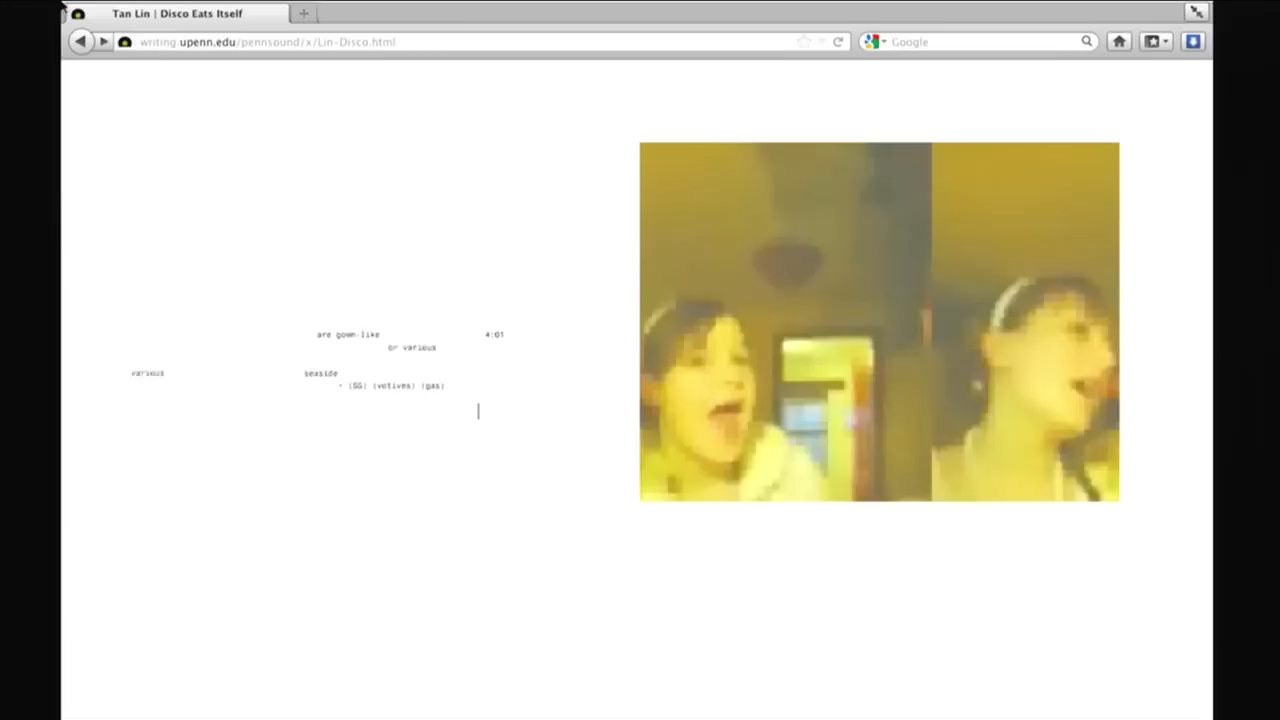 Tan Lin | Disco Eats Itself
writing.upenn.edu/pennsound/x/Lin-Disco.html
Google
are gown-like 4:01
or various
various seaside
· (SG) (votives) (gas)